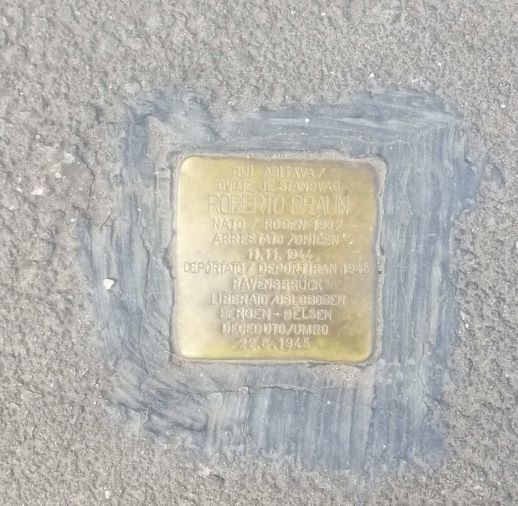 QUI ABITAVA /
OVDJE JE STANOVAO
ROBERTO BRAUN
NATO / ROĐEN 1937
ARRESTATO / UHIĆEN
11.11.1944
DEPORTATO / DEPORTIRAN 1945
RAVENSBRÜCK
LIBERATO / OSLOBOĐEN
BERGEN - BELSEN
DECEDUTO / UMRO
22.6.1945